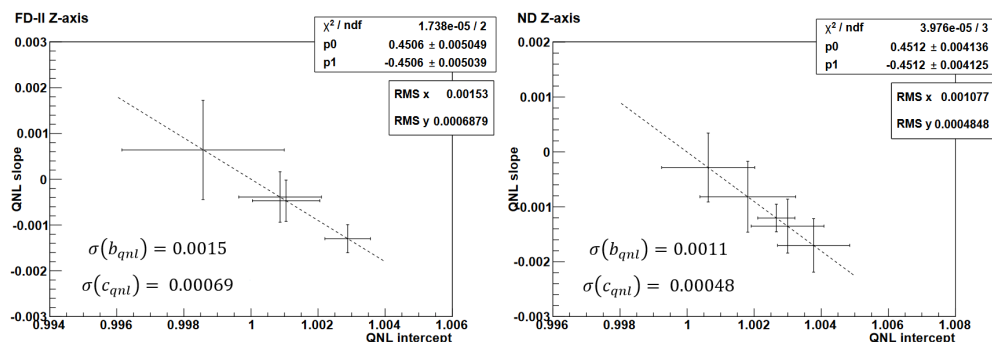 FD-II Z-axis
χ² / ndf 1.738e-05 / 2
p0 0.4506 ± 0.005049
p1 -0.4506 ± 0.005039
RMS x 0.00153
RMS y 0.0006879
QNL slope
0.003
0.002
0.001
0
-0.001
-0.002
-0.003
σ(b_qnl) = 0.0015
σ(c_qnl) = 0.00069
0.994 0.996 0.998 1 1.002 1.004 1.006
QNL intercept
ND Z-axis
χ² / ndf 3.976e-05 / 3
p0 0.4512 ± 0.004136
p1 -0.4512 ± 0.004125
RMS x 0.001077
RMS y 0.0004848
QNL slope
0.002
0.001
0
-0.001
-0.002
-0.003
σ(b_qnl) = 0.0011
σ(c_qnl) = 0.00048
0.996 0.998 1 1.002 1.004 1.006 1.008
QNL intercept